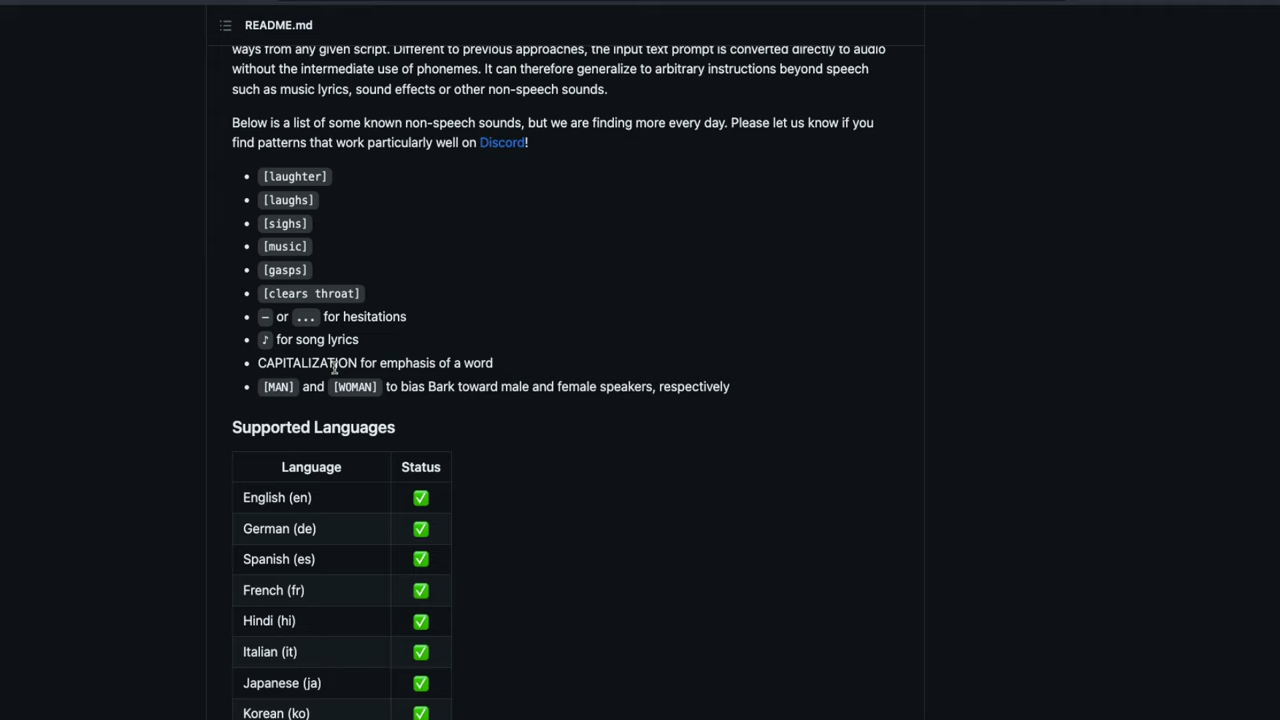 README.md
ways from any given script. Different to previous approaches, the input text prompt is converted directly to audio
without the intermediate use of phonemes. It can therefore generalize to arbitrary instructions beyond speech
such as music lyrics, sound effects or other non-speech sounds.
Below is a list of some known non-speech sounds, but we are finding more every day. Please let us know if you
find patterns that work particularly well on Discord!
• [laughter]
• [laughs]
• [sighs]
• [music]
• [gasps]
• [clears throat]
• — or ... for hesitations
• ♪ for song lyrics
• CAPITALIZATION for emphasis of a word
• [MAN] and [WOMAN] to bias Bark toward male and female speakers, respectively
Supported Languages
Language Status
English (en) ✅
German (de) ✅
Spanish (es) ✅
French (fr) ✅
Hindi (hi) ✅
Italian (it) ✅
Japanese (ja) ✅
Korean (ko) ✅